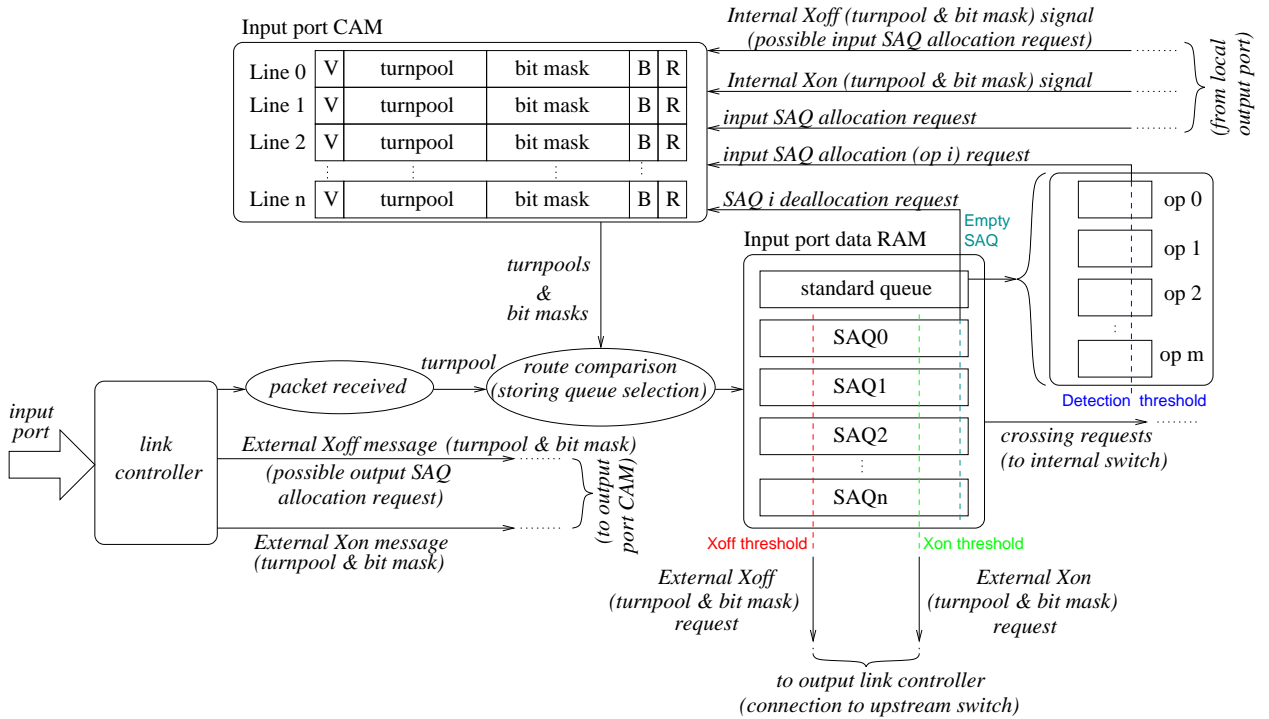 Input port CAM
Line 0 V turnpool bit mask B R
Line 1 V turnpool bit mask B R
Line 2 V turnpool bit mask B R
Line n V turnpool bit mask B R
Internal Xoff (turnpool & bit mask) signal
(possible input SAQ allocation request)
Internal Xon (turnpool & bit mask) signal
input SAQ allocation request
input SAQ allocation (op i) request
SAQ i deallocation request
(from local
output port)
Empty
SAQ
op 0
op 1
op 2
op m
Detection threshold
turnpools
&
bit masks
Input port data RAM
standard queue
SAQ0
SAQ1
SAQ2
SAQn
input
port
link
controller
packet received
turnpool
route comparison
(storing queue selection)
External Xoff message (turnpool & bit mask)
(possible output SAQ
allocation request)
External Xon message
(turnpool & bit mask)
(to output
port CAM)
crossing requests
(to internal switch)
Xoff threshold
Xon threshold
External Xoff
(turnpool & bit mask)
request
External Xon
(turnpool & bit mask)
request
to output link controller
(connection to upstream switch)